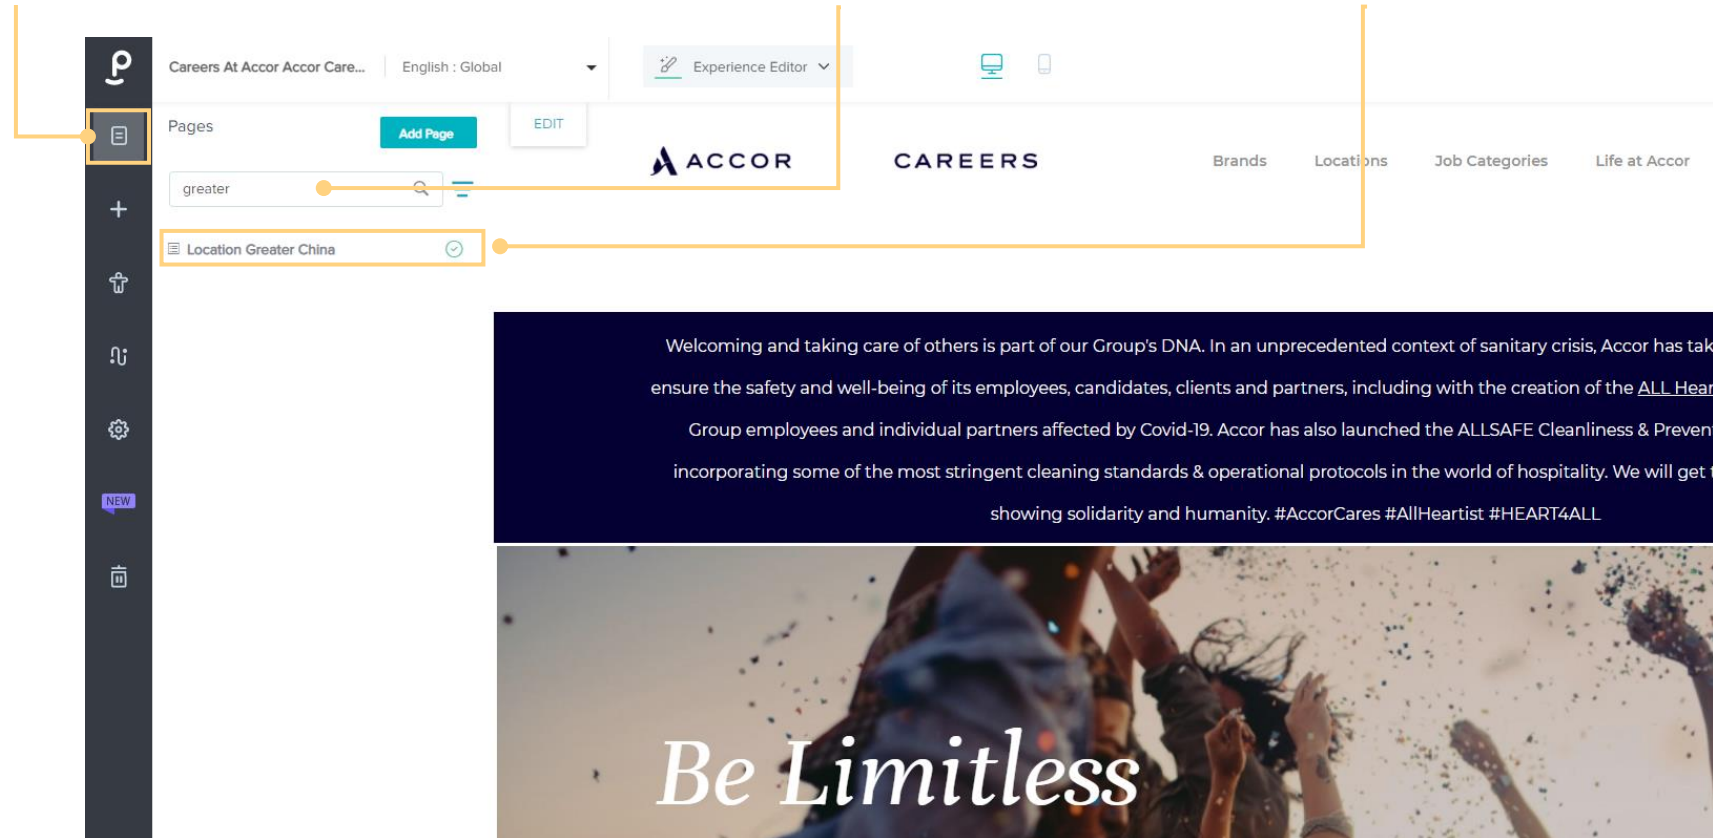 Careers At Accor Accor Care...
English : Global
Experience Editor
Pages
Add Page
EDIT
greater
Location Greater China
NEW
ACCOR
CAREERS
Brands
Locations
Job Categories
Life at Accor
Welcoming and taking care of others is part of our Group's DNA. In an unprecedented context of sanitary crisis, Accor has tak
ensure the safety and well-being of its employees, candidates, clients and partners, including with the creation of the ALL Hear
Group employees and individual partners affected by Covid-19. Accor has also launched the ALLSAFE Cleanliness & Preven
incorporating some of the most stringent cleaning standards & operational protocols in the world of hospitality. We will get
showing solidarity and humanity. #AccorCares #AllHeartist #HEART4ALL
Be Limitless